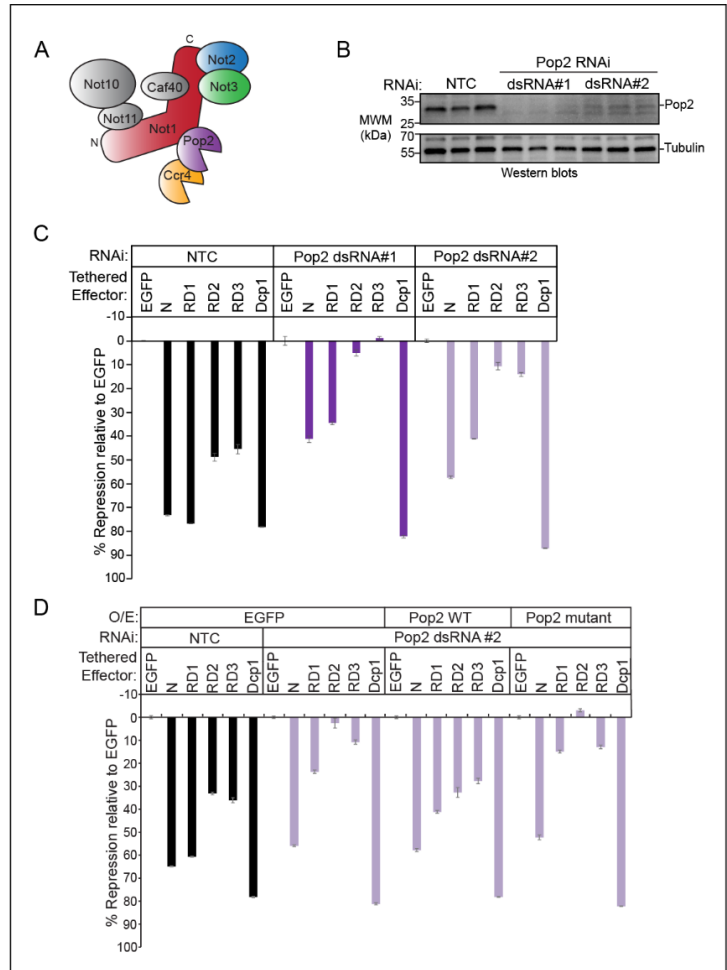 A
C
Not2
Not10
Caf40
Not3
Not11
Not1
N
Pop2
Ccr4
B
Pop2 RNAi
RNAi: NTC dsRNA#1 dsRNA#2
35
-Pop2
MWM
(kDa)
25
70
55
-Tubulin
Western blots
C
RNAi: NTC Pop2 dsRNA#1 Pop2 dsRNA#2
Tethered
Effector: EGFP N RD1 RD2 RD3 Dcp1 EGFP N RD1 RD2 RD3 Dcp1 EGFP N RD1 RD2 RD3 Dcp1
% Repression relative to EGFP
-10
0
10
20
30
40
50
60
70
80
90
100
D
O/E: EGFP Pop2 WT Pop2 mutant
RNAi: NTC Pop2 dsRNA #2
Tethered
Effector: EGFP N RD1 RD2 RD3 Dcp1 EGFP N RD1 RD2 RD3 Dcp1 EGFP N RD1 RD2 RD3 Dcp1 EGFP N RD1 RD2 RD3 Dcp1
% Repression relative to EGFP
-10
0
10
20
30
40
50
60
70
80
90
100